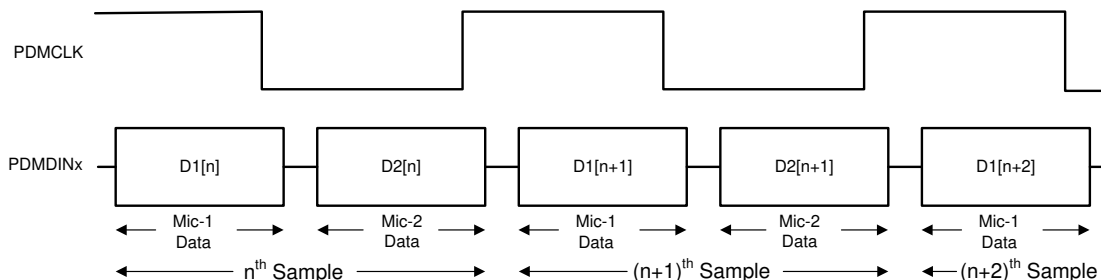 PDMCLK
PDMDINx
D1[n]
D2[n]
D1[n+1]
D2[n+1]
D1[n+2]
Mic-1
Data
Mic-2
Data
Mic-1
Data
Mic-2
Data
Mic-1
Data
nth Sample
(n+1)th Sample
(n+2)th Sample